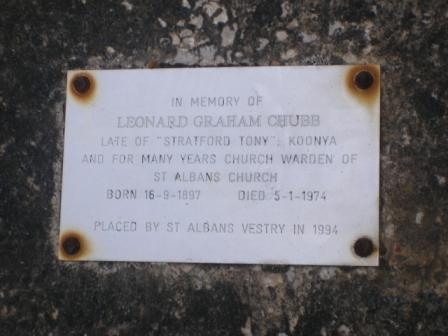 IN MEMORY OF
LEONARD GRAHAM CHUBB
LATE OF "STRATFORD TONY", KOONYA
AND FOR MANY YEARS CHURCH WARDEN OF
ST ALBANS CHURCH
BORN 16-9-1897 DIED 5-1-1974
PLACED BY ST ALBANS VESTRY IN 1994